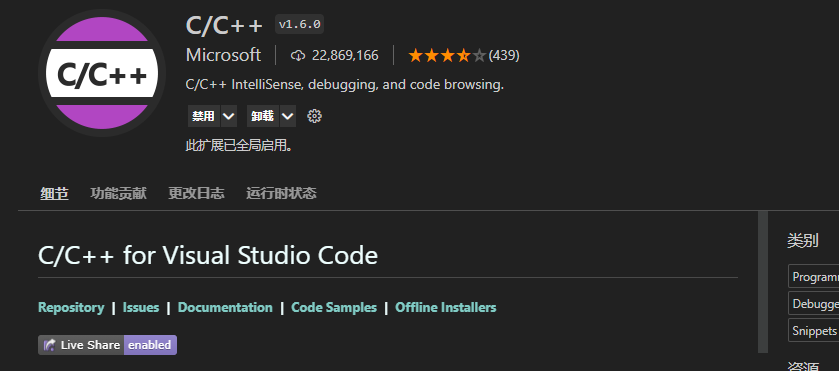 C/C++ v1.6.0
C/C++
Microsoft 22,869,166 (439)
C/C++ IntelliSense, debugging, and code browsing.
禁用 卸载
此扩展已全局启用。
细节 功能贡献 更改日志 运行时状态
C/C++ for Visual Studio Code
Repository | Issues | Documentation | Code Samples | Offline Installers
Live Share enabled
类别
Programm
Debugge
Snippets
资源